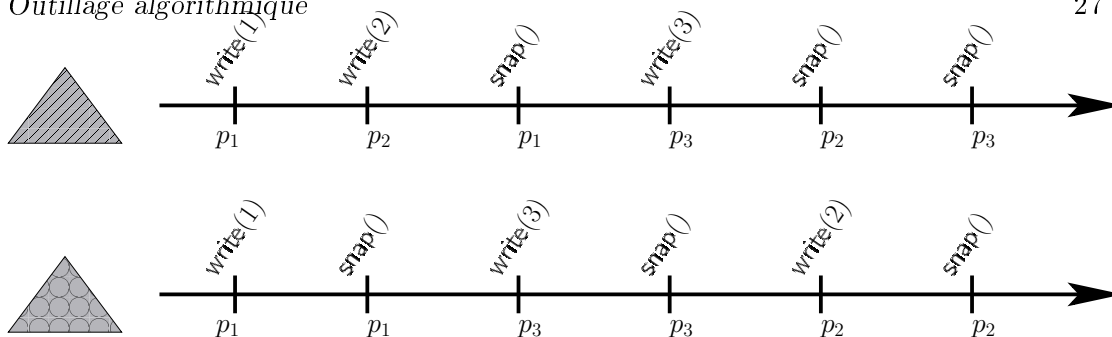 Outillage algorithmique 27
write(1) write(2) snap() write(3) snap() snap()
p1 p2 p1 p3 p2 p3
write(1) snap() write(3) snap() write(2) snap()
p1 p1 p3 p3 p2 p2